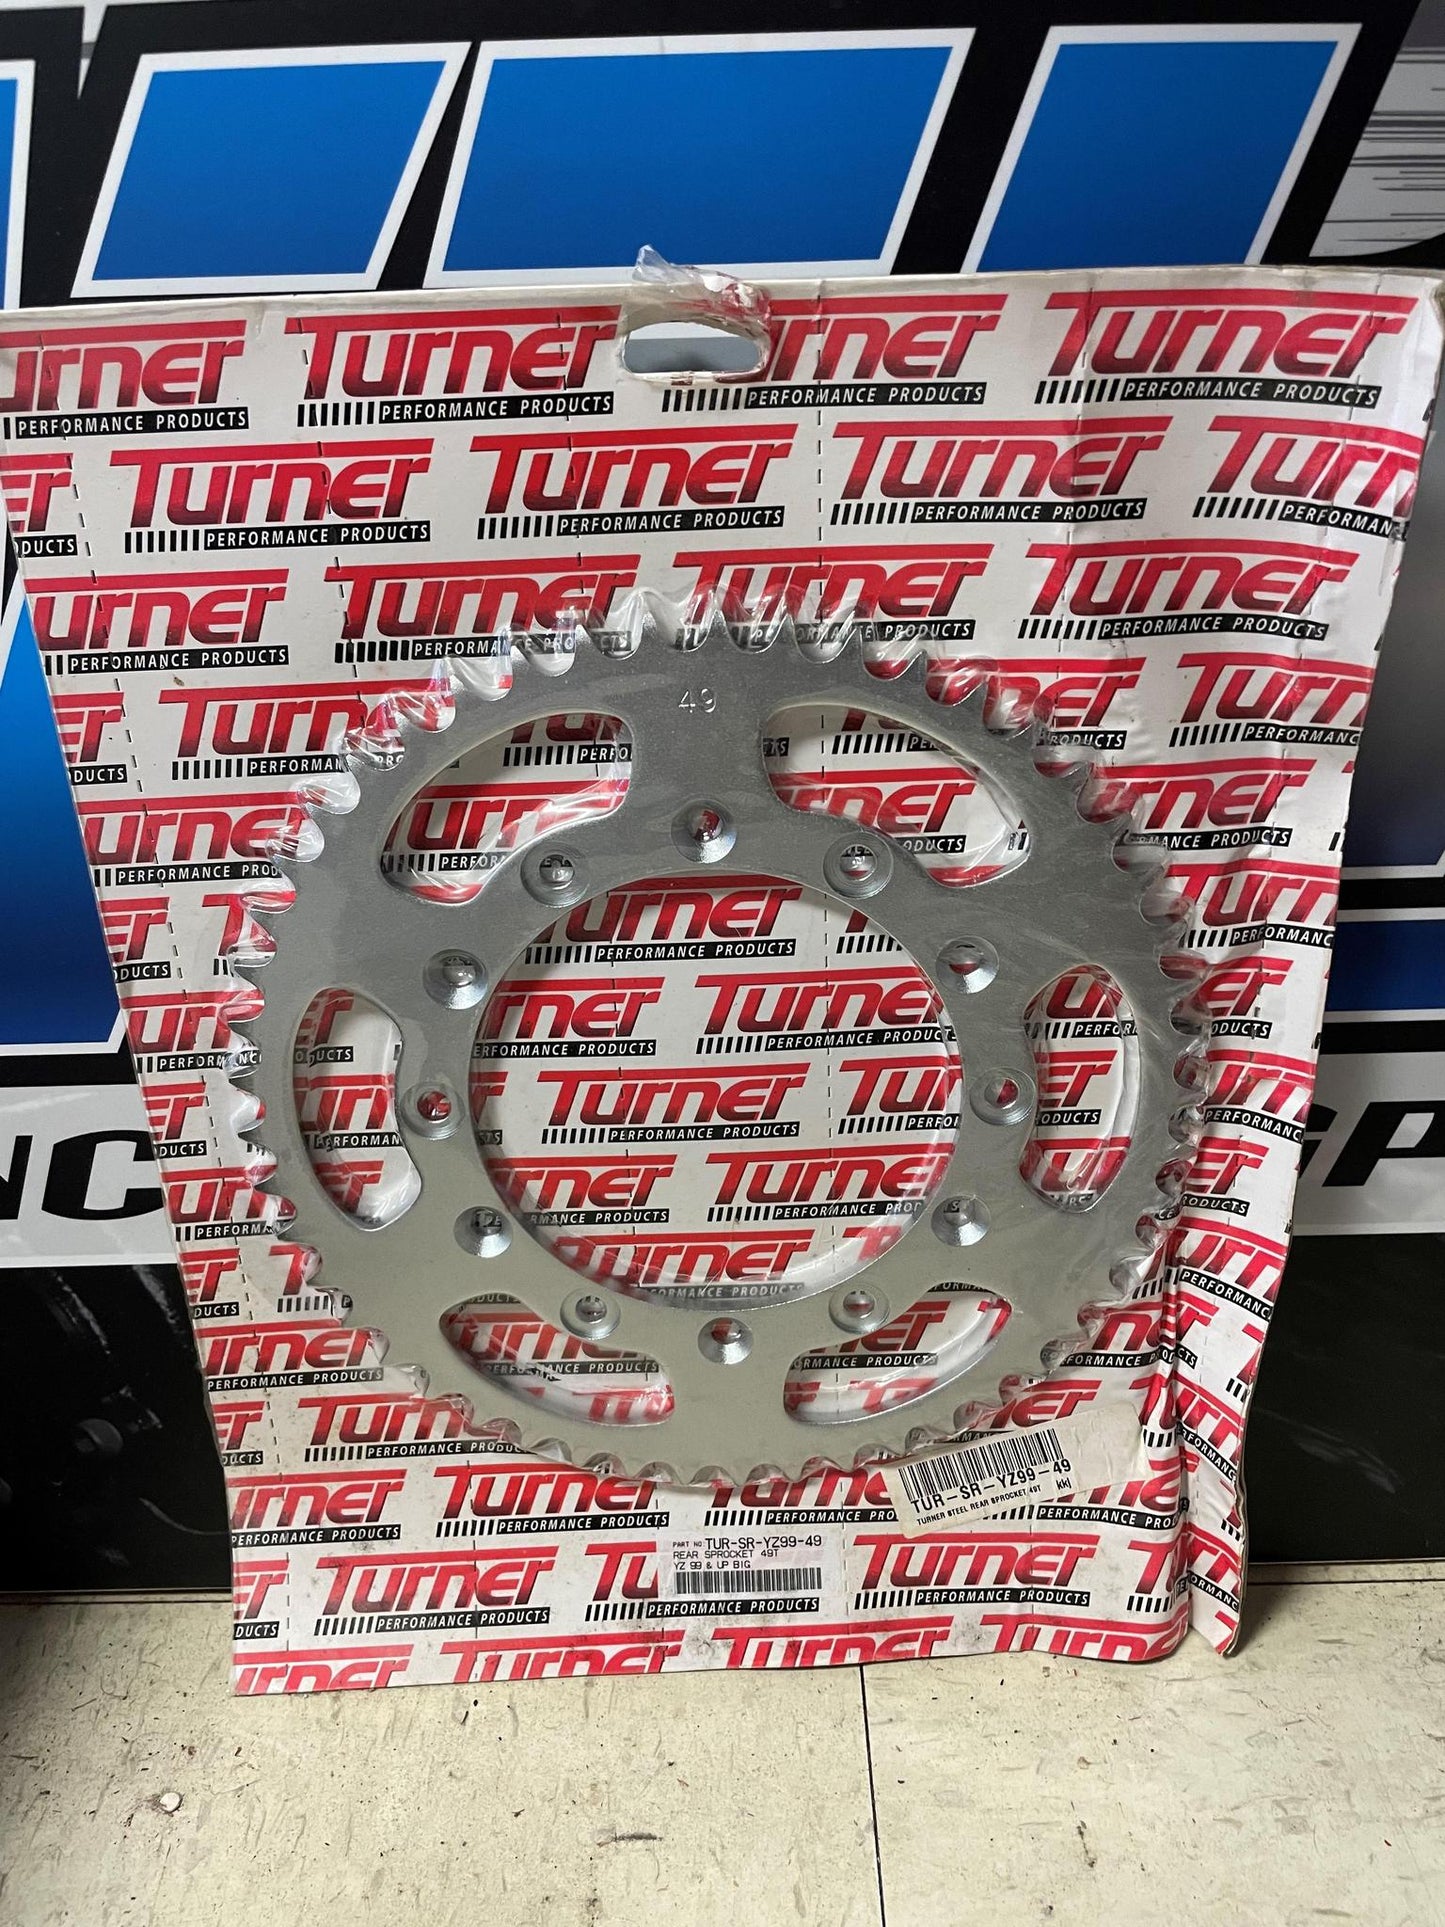 Turner
PERFORMANCE PRODUCTS
49
TUR-SR-YZ99-49
TURNER STEEL REAR SPROCKET 49T kkj
PART NO: TUR-SR-YZ99-49
REAR SPROCKET 49T
YZ 99 & UP BIG